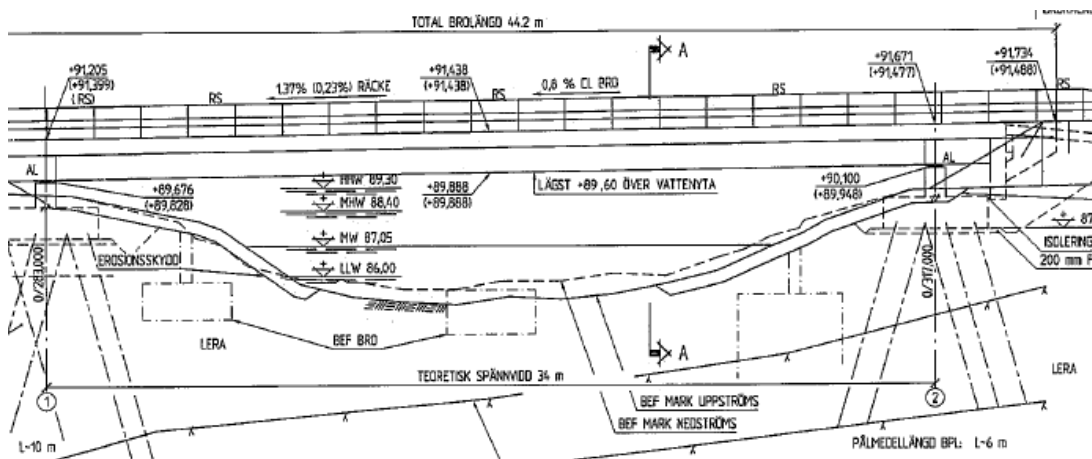 TOTAL BROLÄNGD 44.2 m
A
+91,205
(+91,399)
(RS)
RS
1.37% (0,23%) RÄCKE
+91,438
(+91,438)
RS
0,8 % CL BRO
RS
+91,671
(+91,477)
+91,734
(+91,488)
AL
+89,676
(+89,828)
HHW 89,30
MHW 88,40
MW 87,05
LLW 86,00
+89,888
(+89,888)
LÄGST +89,60 ÖVER VATTENYTA
+90,100
(+89,948)
AL
EROSIONSSKYDD
0/283,000
0/317,000
ISOLERING
200 mm
LERA
BEF BRO
A
TEORETISK SPÄNNVIDD 34 m
LERA
1
2
BEF MARK UPPSTRÖMS
BEF MARK NEDSTRÖMS
L~10 m
PÅLMEDELLÄNGD BPL: L~6 m